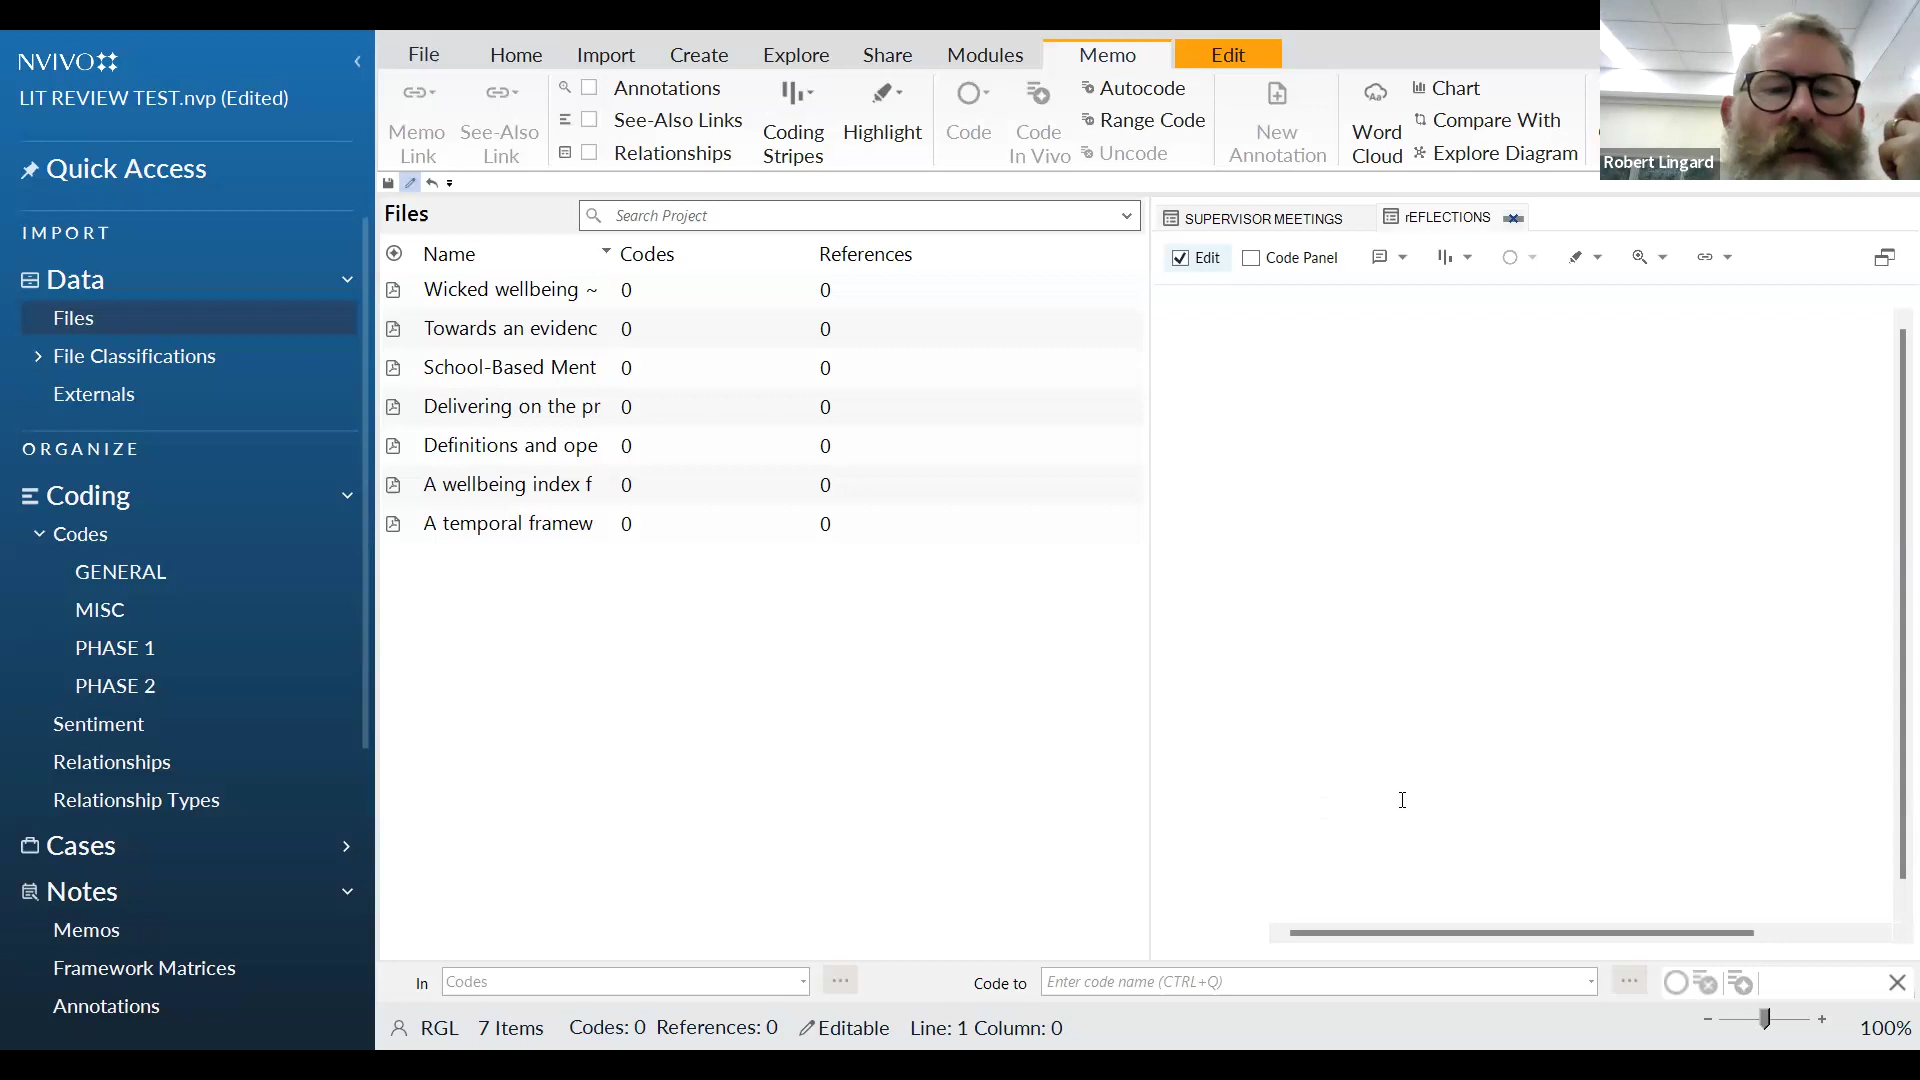 NVIVO
LIT REVIEW TEST.nvp (Edited)
Quick Access
IMPORT
Data
Files
File Classifications
Externals
ORGANIZE
Coding
Codes
GENERAL
MISC
PHASE 1
PHASE 2
Sentiment
Relationships
Relationship Types
Cases
Notes
Memos
Framework Matrices
Annotations
File Home Import Create Explore Share Modules Memo Edit
Memo Link
See-Also Link
Annotations
See-Also Links
Relationships
Coding Stripes
Highlight
Code
Code In Vivo
Autocode
Range Code
Uncode
New Annotation
Word Cloud
Chart
Compare With
Explore Diagram
Robert Lingard
Files
Search Project
Name Codes References
Wicked wellbeing ~ 0 0
Towards an evidenc 0 0
School-Based Ment 0 0
Delivering on the pr 0 0
Definitions and ope 0 0
A wellbeing index f 0 0
A temporal framew 0 0
SUPERVISOR MEETINGS rEFLECTIONS
Edit Code Panel
In Codes ... Code to Enter code name (CTRL+Q) ...
RGL 7 Items Codes: 0 References: 0 Editable Line: 1 Column: 0 100%